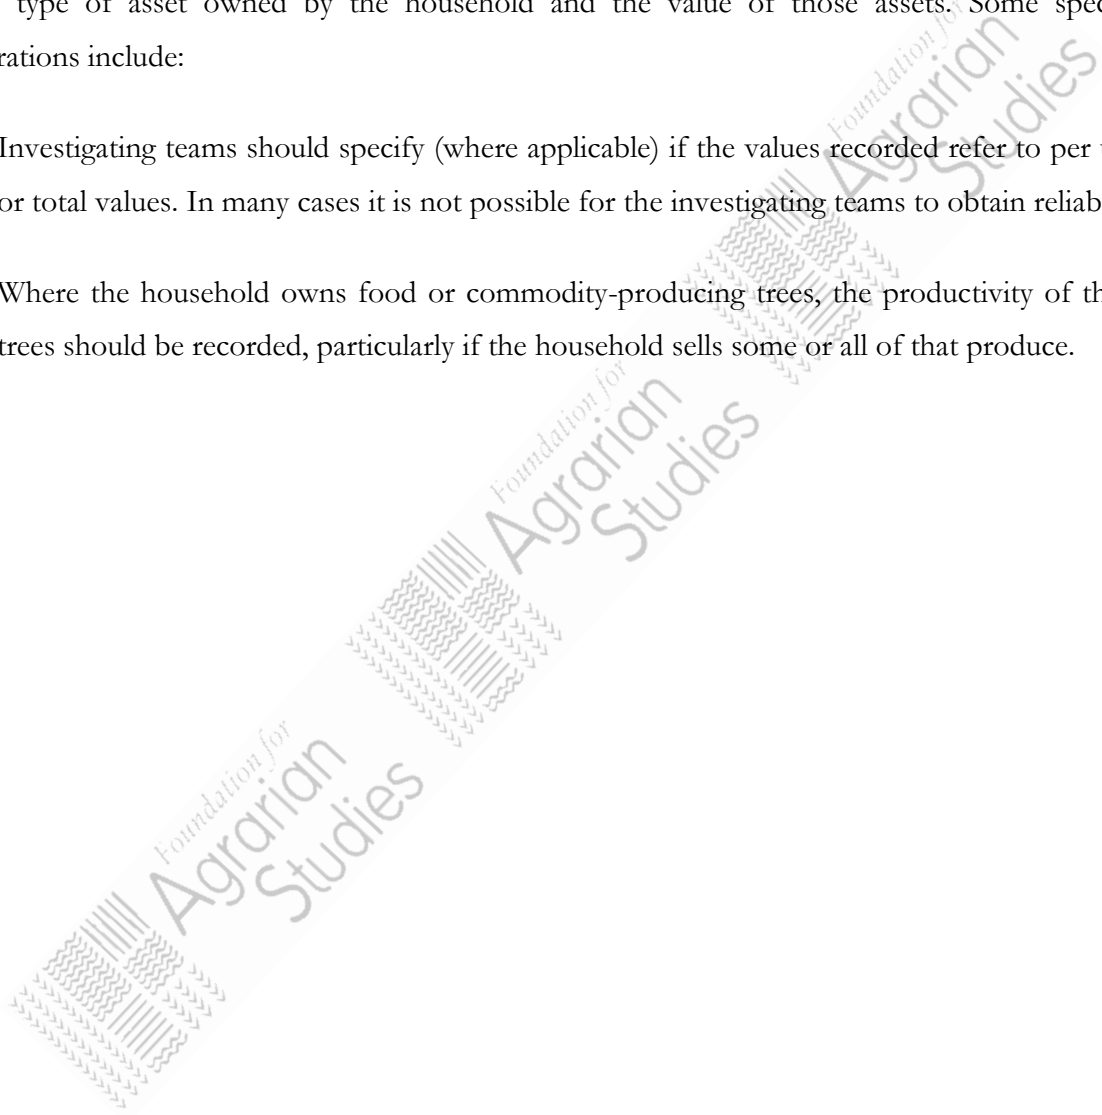 type of asset owned by the household and the value of those assets. Some spec
rations include:
Investigating teams should specify (where applicable) if the values recorded refer to per
or total values. In many cases it is not possible for the investigating teams to obtain reliab
Where the household owns food or commodity-producing trees, the productivity of th
trees should be recorded, particularly if the household sells some or all of that produce.
Foundation for
Agrarian
Studies
Foundation for
Agrarian
Studies
Foundation for
Agrarian
Studies